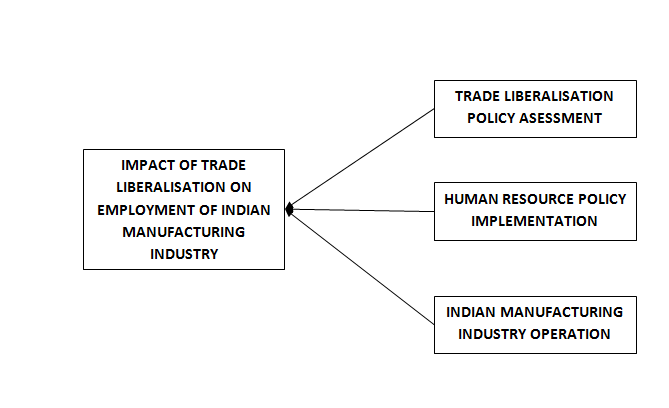 IMPACT OF TRADE
LIBERALISATION ON
EMPLOYMENT OF INDIAN
MANUFACTURING
INDUSTRY
TRADE LIBERALISATION
POLICY ASESSMENT
HUMAN RESOURCE POLICY
IMPLEMENTATION
INDIAN MANUFACTURING
INDUSTRY OPERATION